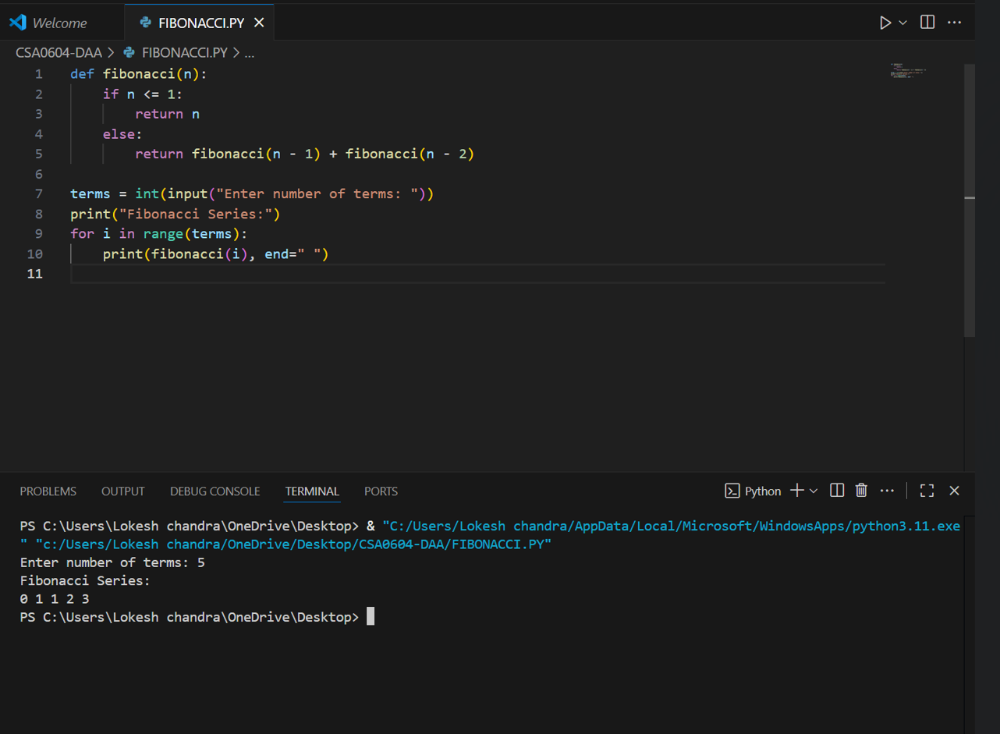 Welcome FIBONACCI.PY
CSA0604-DAA > FIBONACCI.PY > ...
1 def fibonacci(n):
2     if n <= 1:
3         return n
4     else:
5         return fibonacci(n - 1) + fibonacci(n - 2)
6
7 terms = int(input("Enter number of terms: "))
8 print("Fibonacci Series:")
9 for i in range(terms):
10     print(fibonacci(i), end=" ")
11
PROBLEMS OUTPUT DEBUG CONSOLE TERMINAL PORTS Python
PS C:\Users\Lokesh chandra\OneDrive\Desktop> & "C:/Users/Lokesh chandra/AppData/Local/Microsoft/WindowsApps/python3.11.exe
" "c:/Users/Lokesh chandra/OneDrive/Desktop/CSA0604-DAA/FIBONACCI.PY"
Enter number of terms: 5
Fibonacci Series:
0 1 1 2 3
PS C:\Users\Lokesh chandra\OneDrive\Desktop>